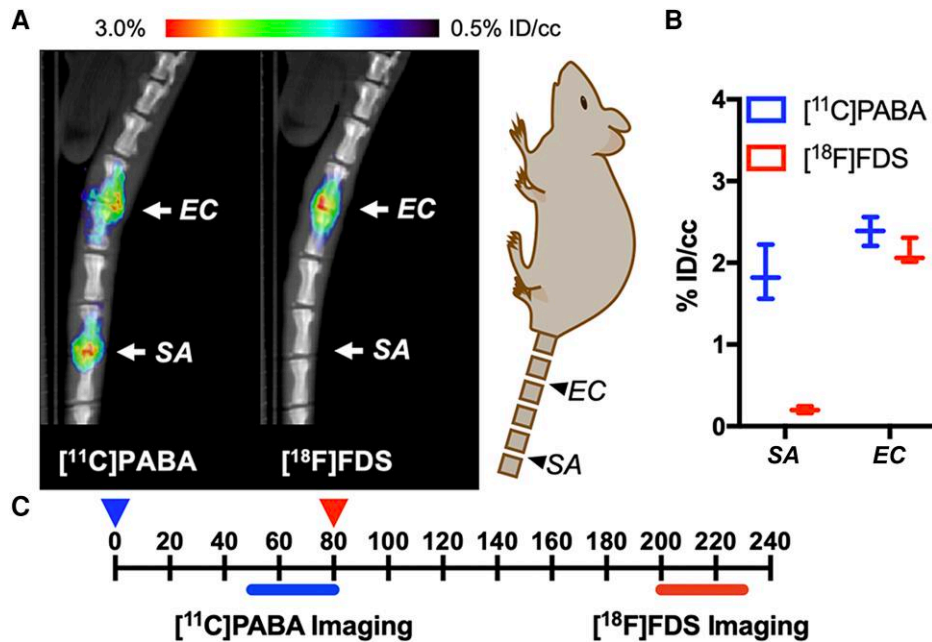 A
3.0%
0.5% ID/cc
EC
SA
[¹¹C]PABA
EC
SA
[¹⁸F]FDS
EC
SA
B
% ID/cc
4
3
2
1
0
[¹¹C]PABA
[¹⁸F]FDS
SA EC
C
0 20 40 60 80 100 120 140 160 180 200 220 240
[¹¹C]PABA Imaging
[¹⁸F]FDS Imaging